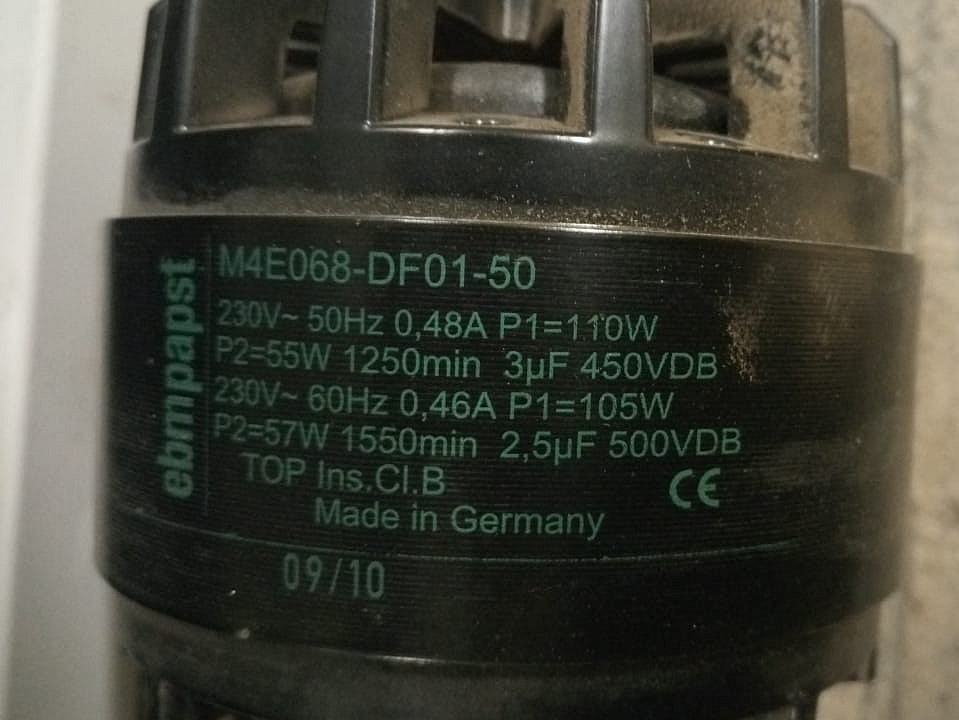 ebmpapst
M4E068-DF01-50
230V~ 50Hz 0,48A P1=110W
P2=55W 1250min 3µF 450VDB
230V~ 60Hz 0,46A P1=105W
P2=57W 1550min 2,5µF 500VDB
TOP Ins.Cl.B
CE
Made in Germany
09/10